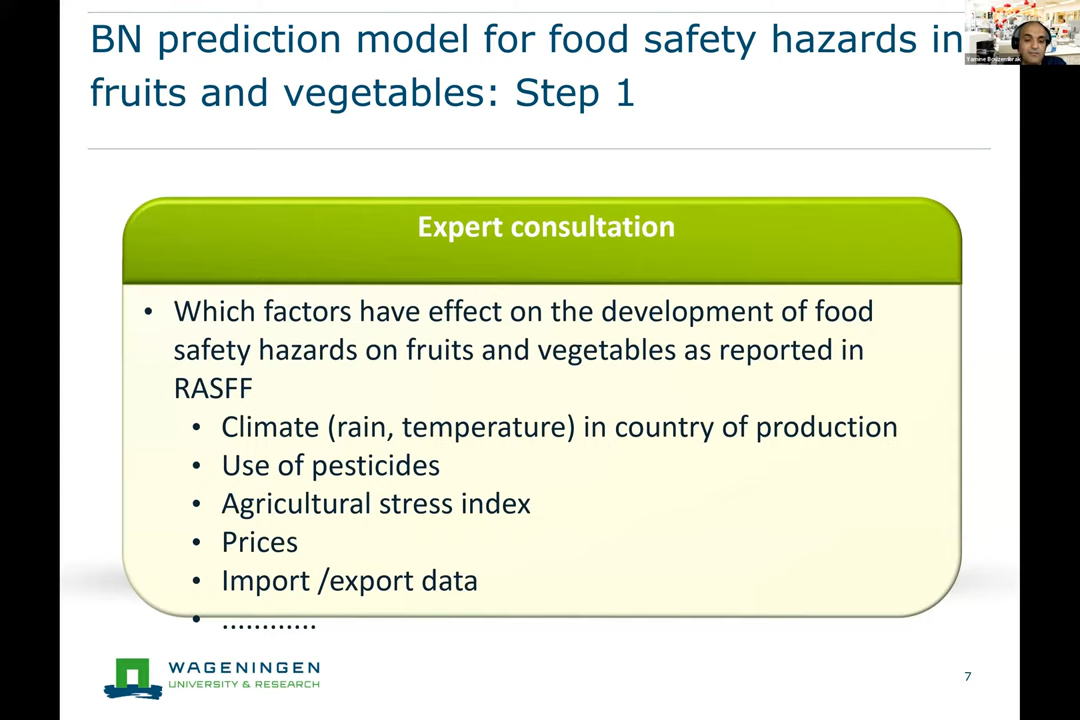 BN prediction model for food safety hazards in
fruits and vegetables: Step 1
Expert consultation
• Which factors have effect on the development of food
safety hazards on fruits and vegetables as reported in
RASFF
• Climate (rain, temperature) in country of production
• Use of pesticides
• Agricultural stress index
• Prices
• Import /export data
• ............
WAGENINGEN
UNIVERSITY & RESEARCH
7